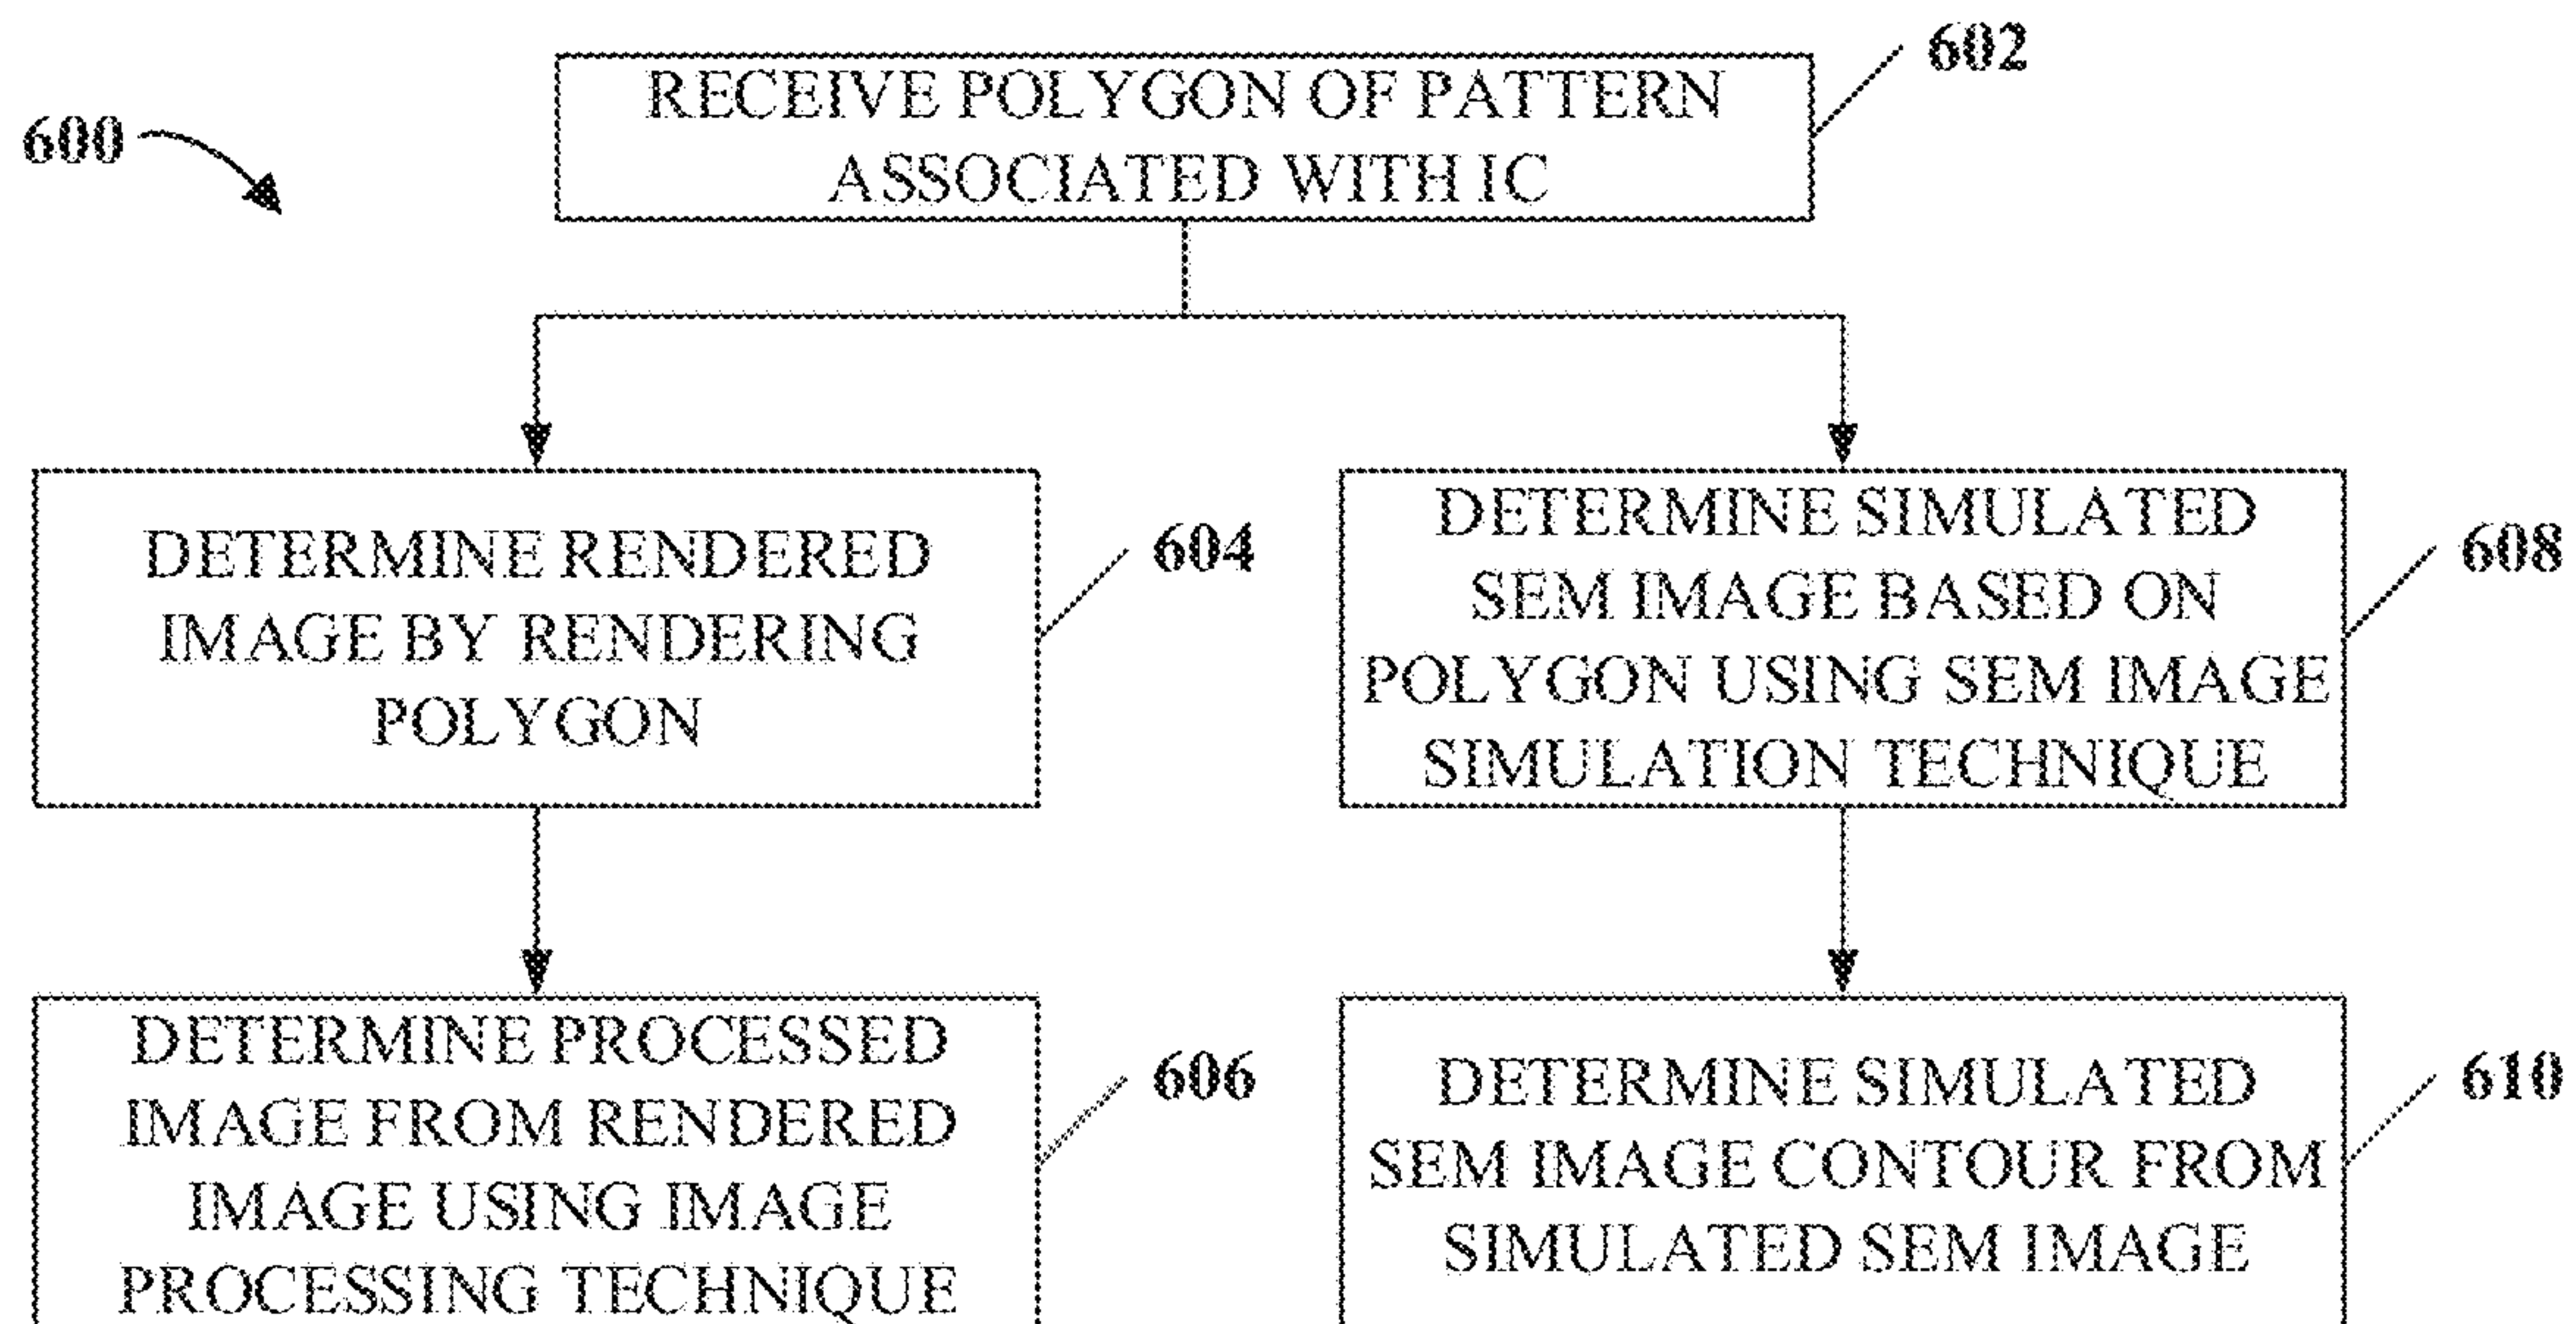 602
RECEIVE POLYGON OF PATTERN
ASSOCIATED WITH IC
600
DETERMINE RENDERED
IMAGE BY RENDERING
POLYGON
604
DETERMINE SIMULATED
SEM IMAGE BASED ON
POLYGON USING SEM IMAGE
SIMULATION TECHNIQUE
608
DETERMINE PROCESSED
IMAGE FROM RENDERED
IMAGE USING IMAGE
PROCESSING TECHNIQUE
606
DETERMINE SIMULATED
SEM IMAGE CONTOUR FROM
SIMULATED SEM IMAGE
610